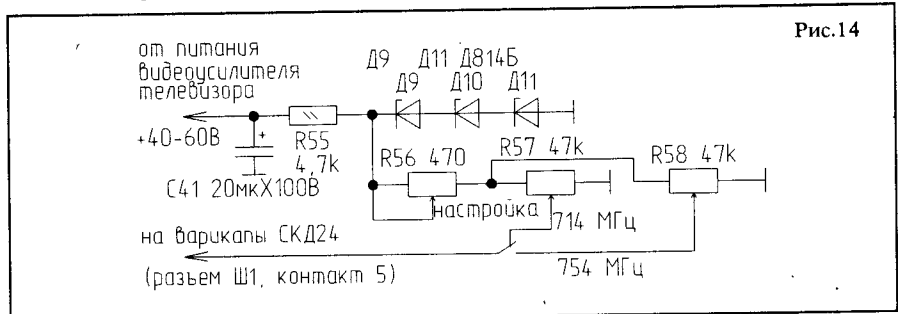 Рис.14
от питания
видеоусилителя
телевизора
Д9 Д11 Д814Б
Д9 Д10 Д11
+40-60В
R55
4,7k
С41 20мкХ100В
R56 470
R57 47k
R58 47k
настройка
714 МГц
на варикапы СКД24
754 МГц
(разъем Ш1, контакт 5)